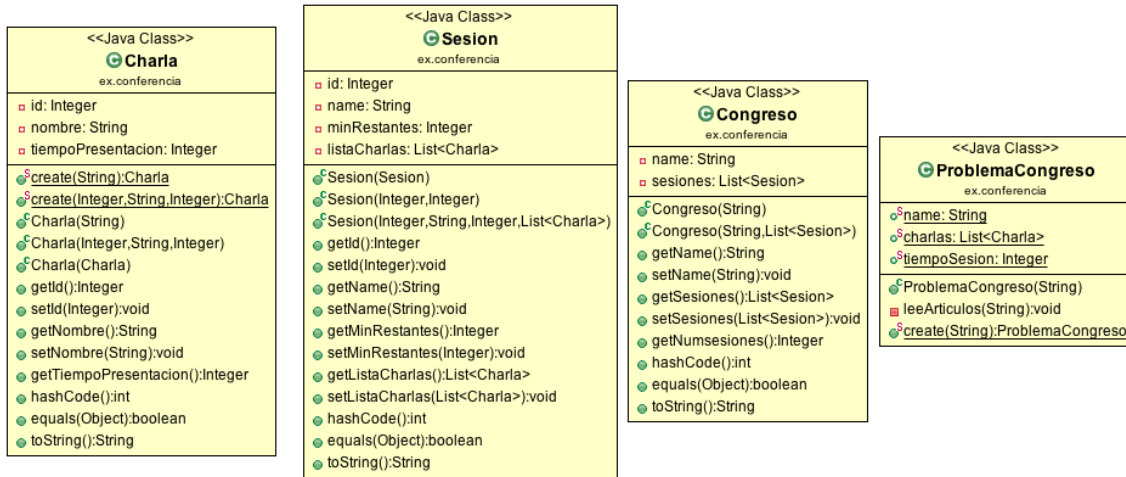 <<Java Class>>
Charla
ex.conferencia
id: Integer
nombre: String
tiempoPresentacion: Integer
create(String):Charla
create(Integer,String,Integer):Charla
Charla(String)
Charla(Integer,String,Integer)
Charla(Charla)
getId():Integer
setId(Integer):void
getNombre():String
setNombre(String):void
getTiempoPresentacion():Integer
hashCode():int
equals(Object):boolean
toString():String
<<Java Class>>
Sesion
ex.conferencia
id: Integer
name: String
minRestantes: Integer
listaCharlas: List<Charla>
Sesion(Sesion)
Sesion(Integer,Integer)
Sesion(Integer,String,Integer,List<Charla>)
getId():Integer
setId(Integer):void
getName():String
setName(String):void
getMinRestantes():Integer
setMinRestantes(Integer):void
getListaCharlas():List<Charla>
setListaCharlas(List<Charla>):void
hashCode():int
equals(Object):boolean
toString():String
<<Java Class>>
Congreso
ex.conferencia
name: String
sesiones: List<Sesion>
Congreso(String)
Congreso(String,List<Sesion>)
getName():String
setName(String):void
getSesiones():List<Sesion>
setSesiones(List<Sesion>):void
getNumsesiones():Integer
hashCode():int
equals(Object):boolean
toString():String
<<Java Class>>
ProblemaCongreso
ex.conferencia
name: String
charlas: List<Charla>
tiempoSesion: Integer
ProblemaCongreso(String)
leeArticulos(String):void
create(String):ProblemaCongreso